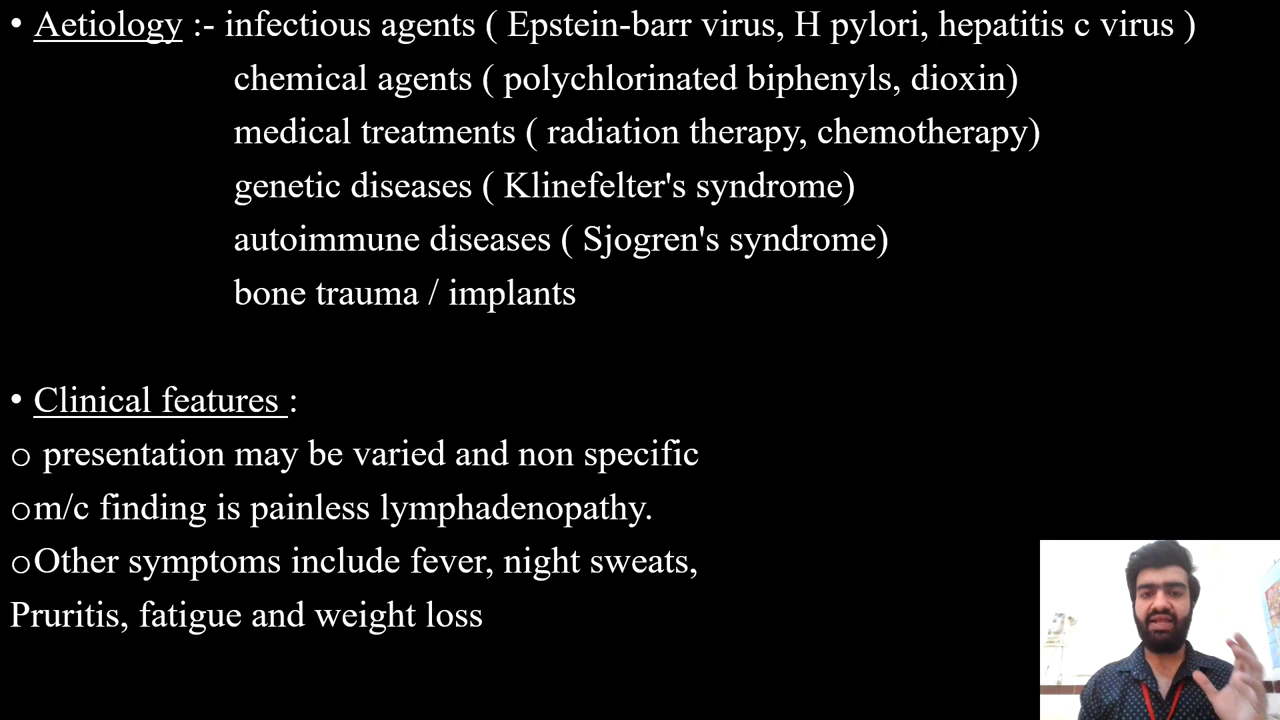 • Aetiology :- infectious agents ( Epstein-barr virus, H pylori, hepatitis c virus )
chemical agents ( polychlorinated biphenyls, dioxin)
medical treatments ( radiation therapy, chemotherapy)
genetic diseases ( Klinefelter's syndrome)
autoimmune diseases ( Sjogren's syndrome)
bone trauma / implants
• Clinical features :
o presentation may be varied and non specific
o m/c finding is painless lymphadenopathy.
o Other symptoms include fever, night sweats,
Pruritis, fatigue and weight loss